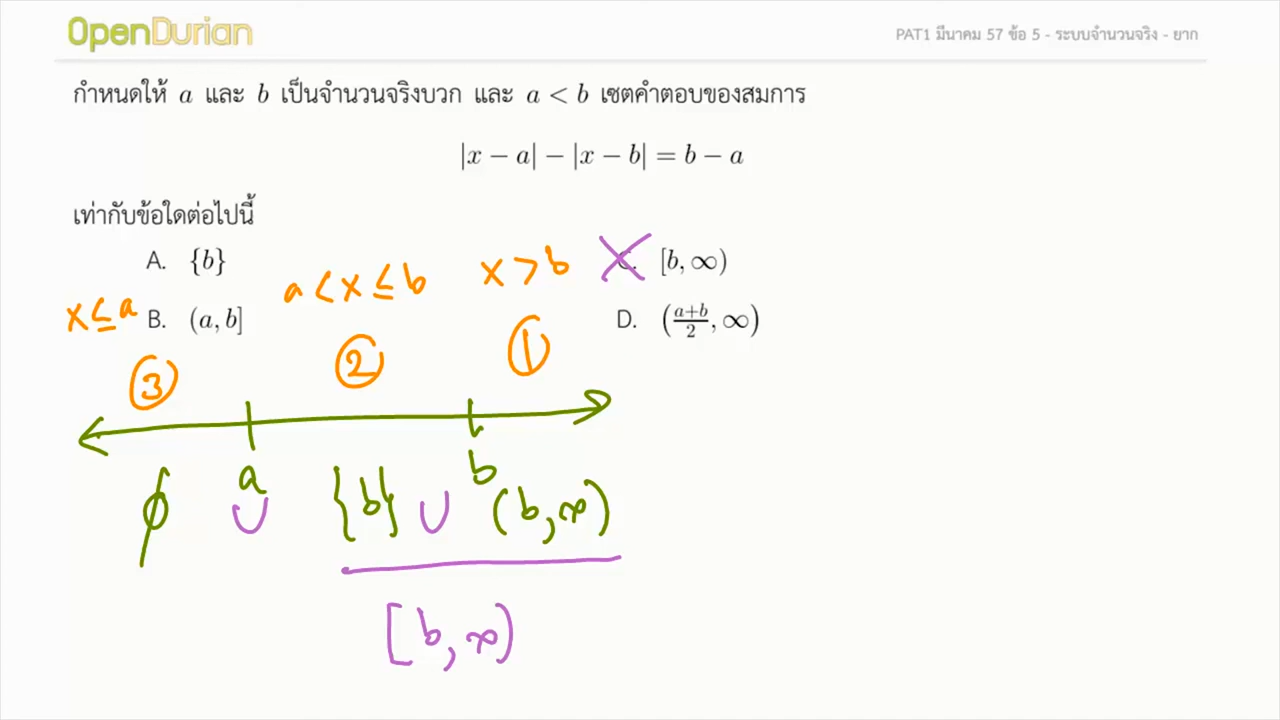 OpenDurian
PAT1 มีนาคม 57 ข้อ 5 - ระบบจำนวนจริง - ยาก
กำหนดให้ a และ b เป็นจำนวนจริงบวก และ a < b เซตคำตอบของสมการ
|x − a| − |x − b| = b − a
เท่ากับข้อใดต่อไปนี้
A. {b}
C. [b, ∞)
B. (a, b]
D. (a+b/2, ∞)
x ≤ a
a < x ≤ b
x > b
③ ② ①
a b
∅ ∪ {b} ∪ (b, ∞)
[b, ∞)